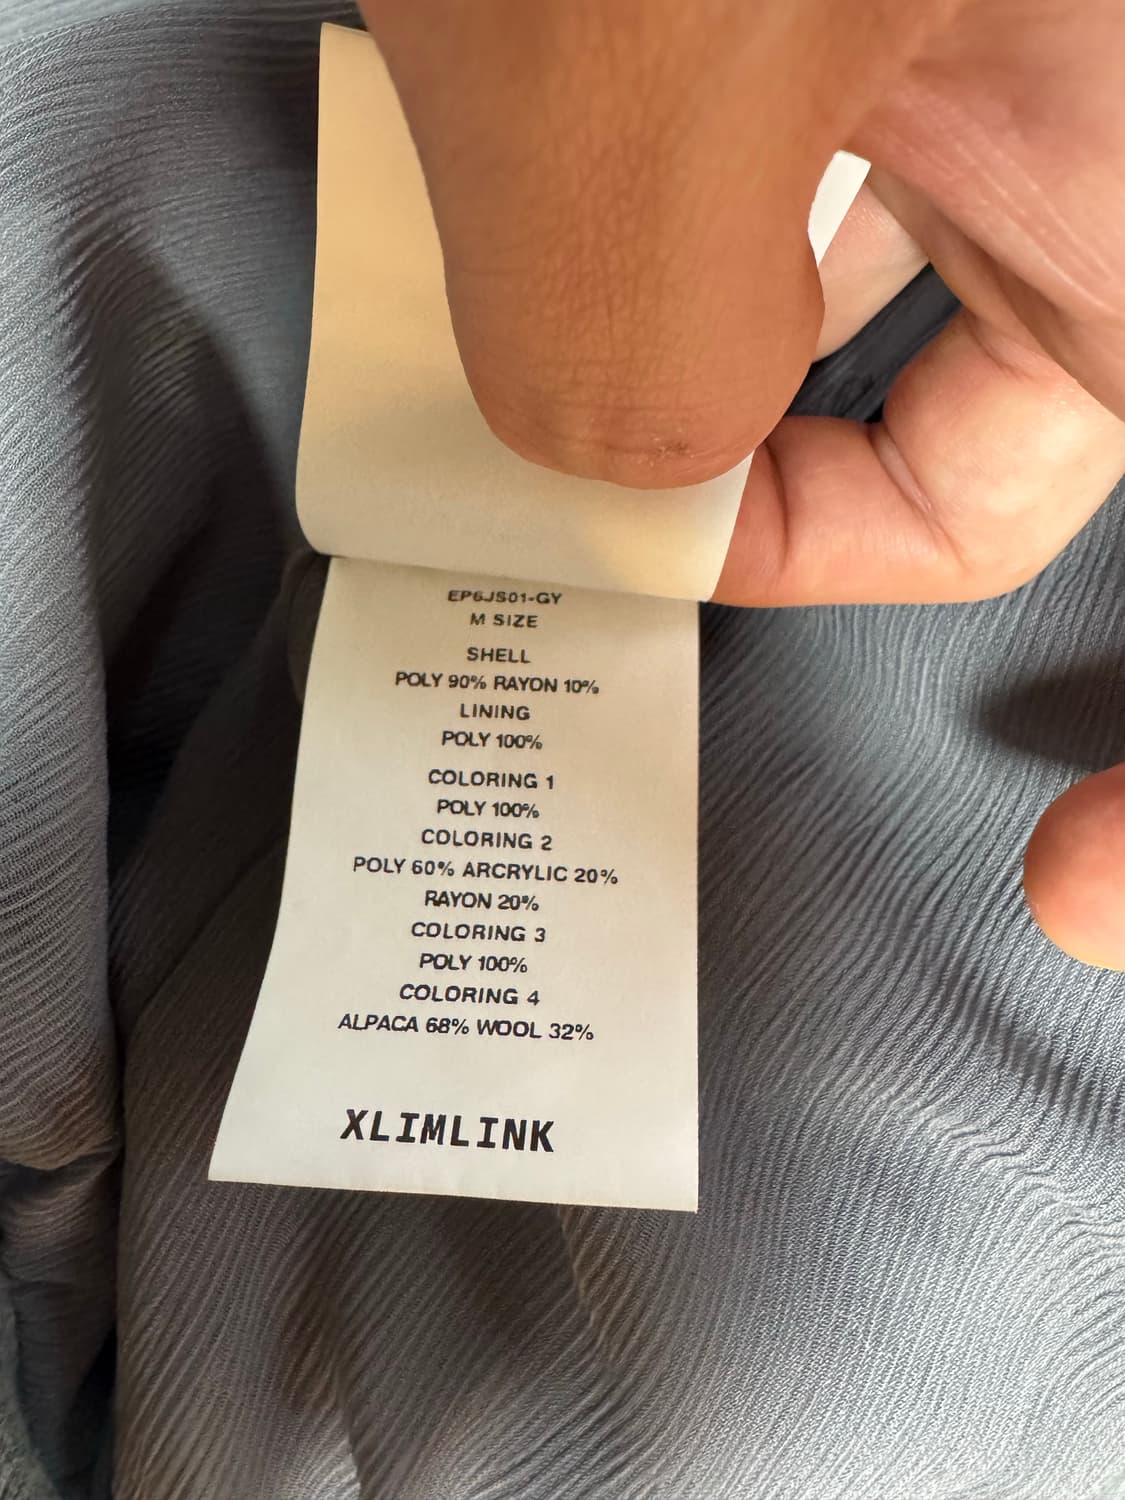 EP6JS01-GY
M SIZE
SHELL
POLY 90% RAYON 10%
LINING
POLY 100%
COLORING 1
POLY 100%
COLORING 2
POLY 60% ARCRYLIC 20%
RAYON 20%
COLORING 3
POLY 100%
COLORING 4
ALPACA 68% WOOL 32%
XLIMLINK